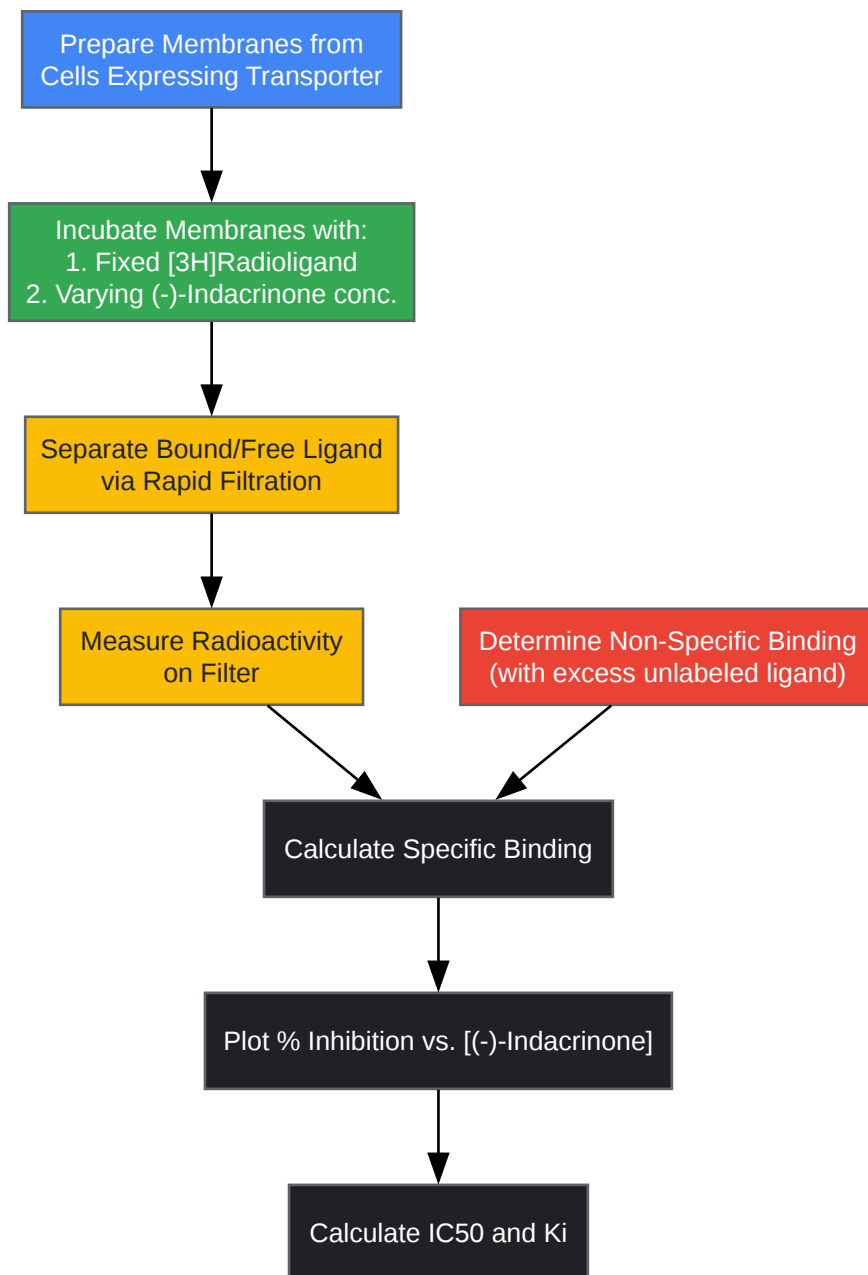 Prepare Membranes from
Cells Expressing Transporter
Incubate Membranes with:
1. Fixed [3H]Radioligand
2. Varying (-)-Indacrinone conc.
Separate Bound/Free Ligand
via Rapid Filtration
Measure Radioactivity
on Filter
Determine Non-Specific Binding
(with excess unlabeled ligand)
Calculate Specific Binding
Plot % Inhibition vs. [(-)-Indacrinone]
Calculate IC50 and Ki